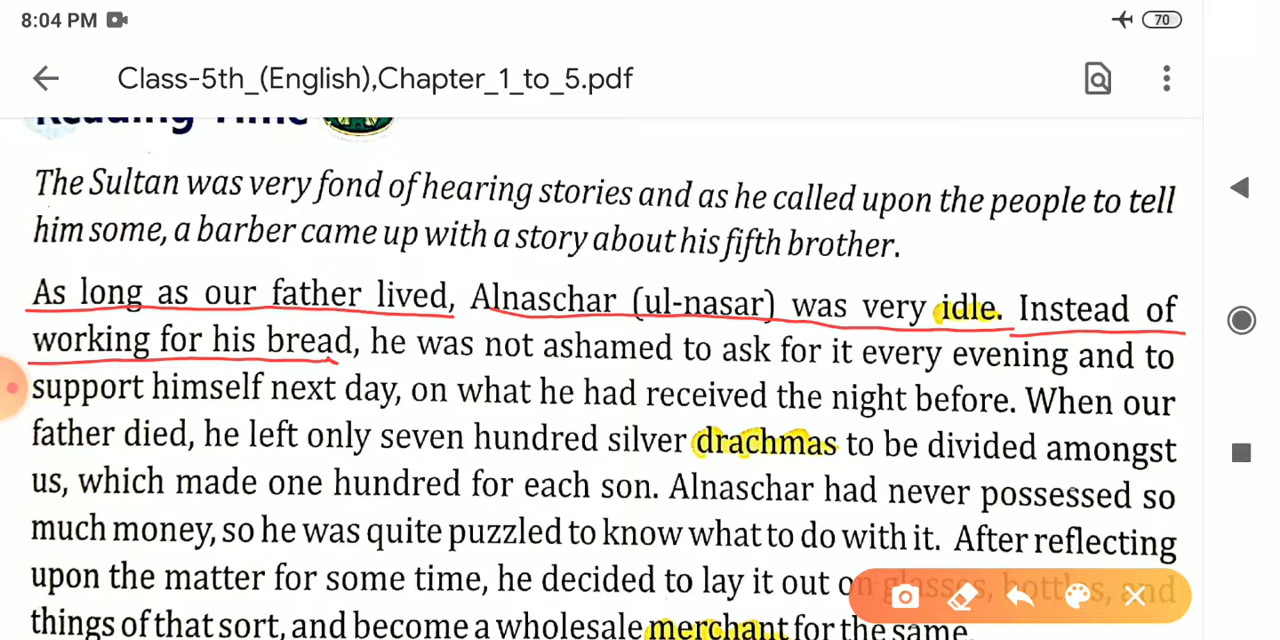 8:04 PM
70
Class-5th_(English),Chapter_1_to_5.pdf
Reading Time
The Sultan was very fond of hearing stories and as he called upon the people to tell
him some, a barber came up with a story about his fifth brother.
As long as our father lived, Alnaschar (ul-nasar) was very idle. Instead of
working for his bread, he was not ashamed to ask for it every evening and to
support himself next day, on what he had received the night before. When our
father died, he left only seven hundred silver drachmas to be divided amongst
us, which made one hundred for each son. Alnaschar had never possessed so
much money, so he was quite puzzled to know what to do with it. After reflecting
upon the matter for some time, he decided to lay it out on glasses, bottles, and
things of that sort, and become a wholesale merchant for the same.